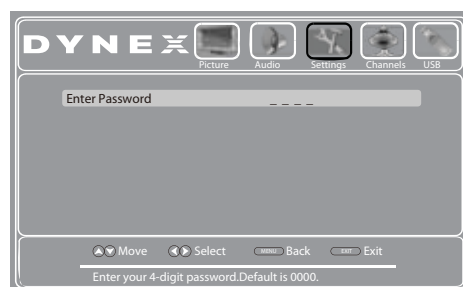 DYNEX
Picture Audio Settings Channels USB
Enter Password _ _ _ _
Move Select MENU Back EXIT Exit
Enter your 4-digit password.Default is 0000.